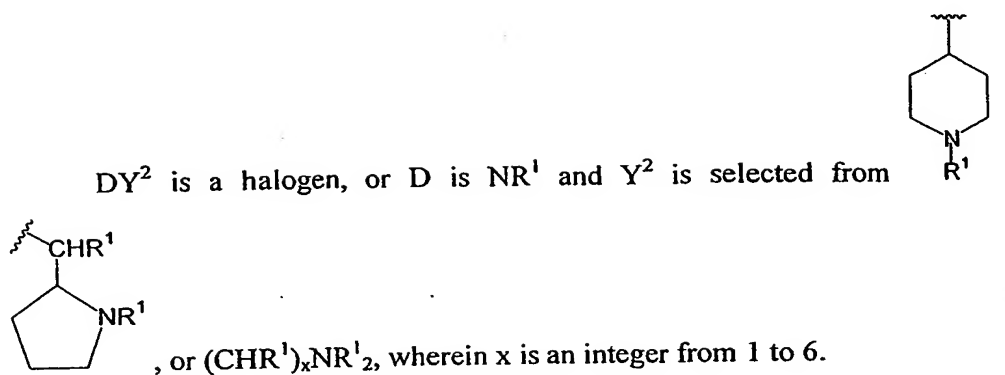 DY² is a halogen, or D is NR¹ and Y² is selected from
N
R¹
CHR¹
NR¹
, or (CHR¹)ₓNR¹₂, wherein x is an integer from 1 to 6.